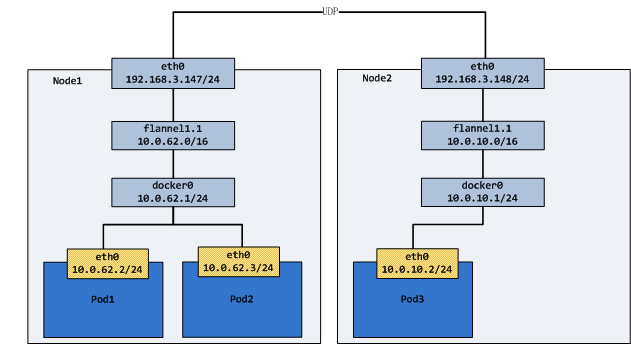 UDP
Node1
eth0
192.168.3.147/24
flannel1.1
10.0.62.0/16
docker0
10.0.62.1/24
eth0
10.0.62.2/24
Pod1
eth0
10.0.62.3/24
Pod2
Node2
eth0
192.168.3.148/24
flannel1.1
10.0.10.0/16
docker0
10.0.10.1/24
eth0
10.0.10.2/24
Pod3